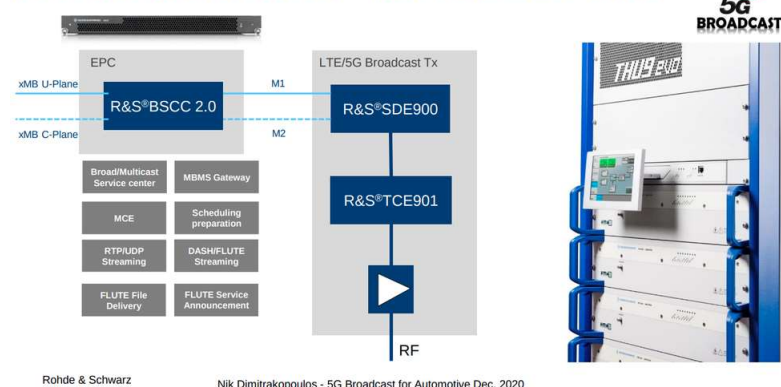 5G
BROADCAST
EPC
LTE/5G Broadcast Tx
xMB U-Plane
M1
R&S®BSCC 2.0
R&S®SDE900
xMB C-Plane
M2
Broad/Multicast
Service center
MBMS Gateway
MCE
Scheduling
preparation
R&S®TCE901
RTP/UDP
Streaming
DASH/FLUTE
Streaming
FLUTE File
Delivery
FLUTE Service
Announcement
RF
THU9 evo
Rohde & Schwarz
Nik Dimitrakopoulos - 5G Broadcast for Automotive Dec. 2020